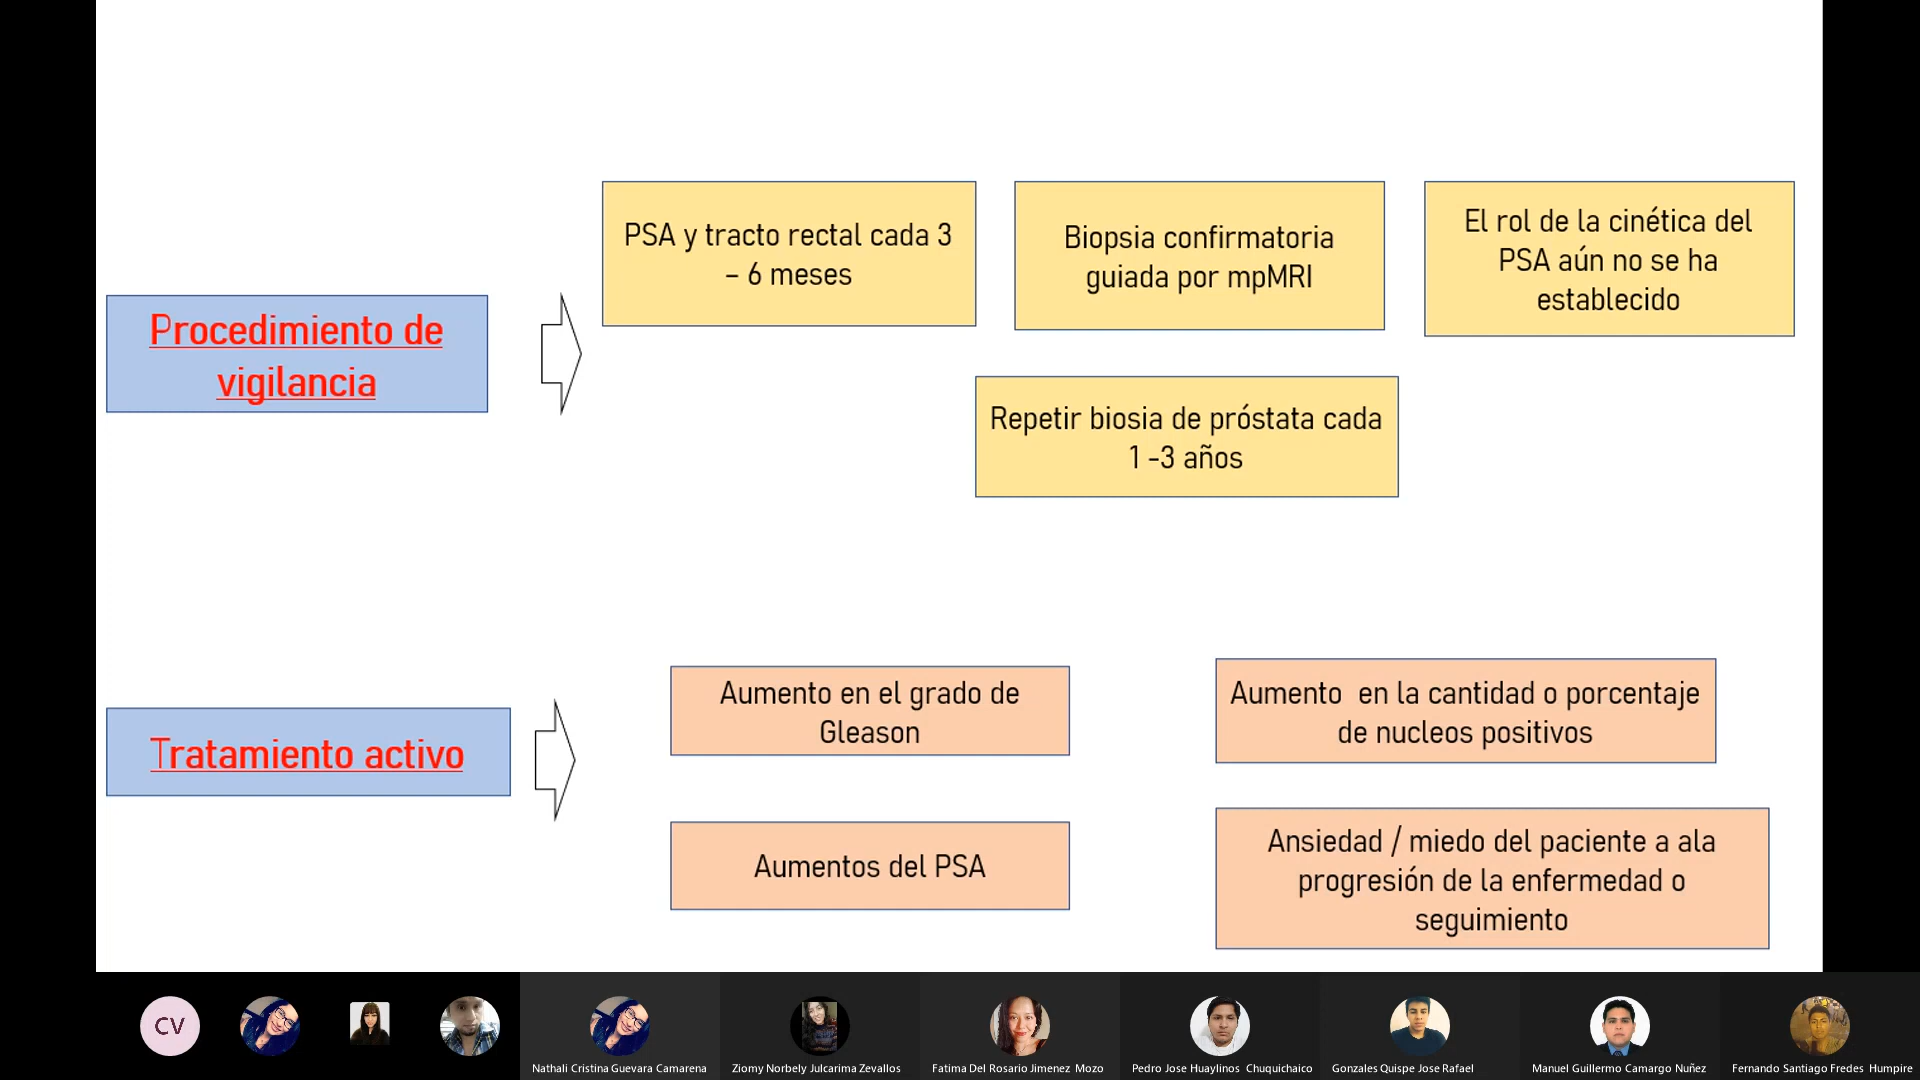 Procedimiento de
vigilancia
PSA y tracto rectal cada 3
– 6 meses
Biopsia confirmatoria
guiada por mpMRI
El rol de la cinética del
PSA aún no se ha
establecido
Repetir biosia de próstata cada
1 -3 años
Tratamiento activo
Aumento en el grado de
Gleason
Aumento  en la cantidad o porcentaje
de nucleos positivos
Aumentos del PSA
Ansiedad / miedo del paciente a ala
progresión de la enfermedad o
seguimiento
CV
Nathali Cristina Guevara Camarena
Ziomy Norbely Julcarima Zevallos
Fatima Del Rosario Jimenez Mozo
Pedro Jose Huaylinos Chuquichaico
Gonzales Quispe Jose Rafael
Manuel Guillermo Camargo Nuñez
Fernando Santiago Fredes Humpire